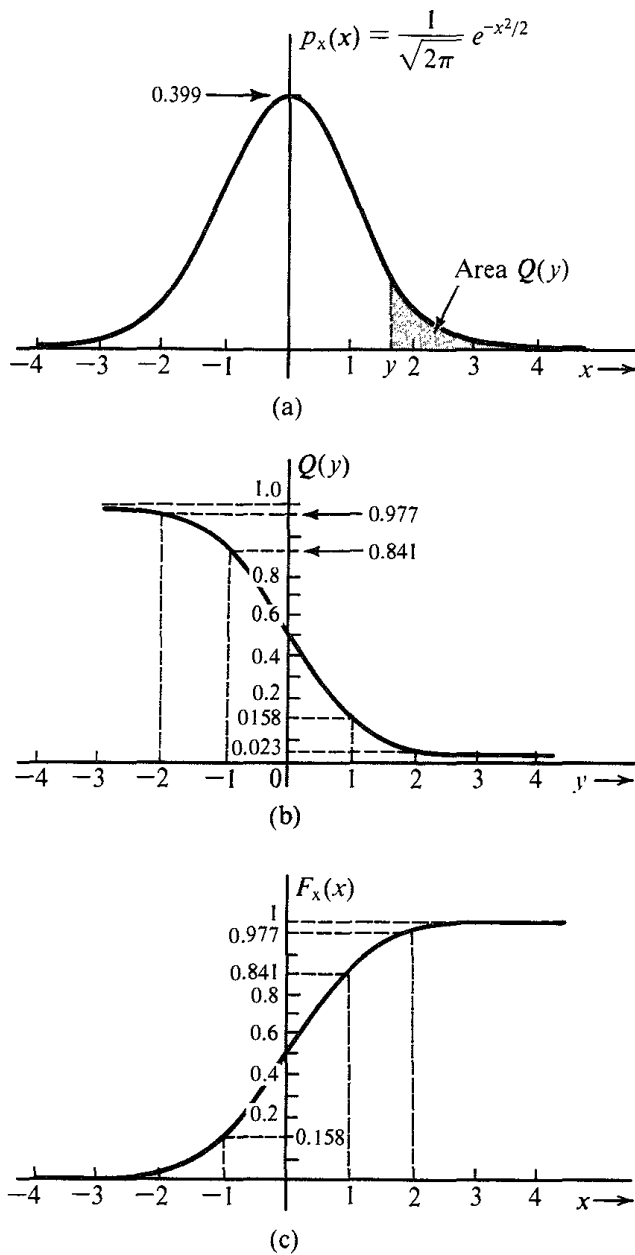 p_x(x) = \frac{1}{\sqrt{2\pi}} e^{-x^2/2}
0.399
Area Q(y)
−4 −3 −2 −1 1 y 2 3 4 x
(a)
Q(y)
1.0
0.977
0.841
0.8
0.6
0.4
0.2
0158
0.023
−4 −3 −2 −1 0 1 2 3 4 y
(b)
F_x(x)
1
0.977
0.841
0.8
0.6
0.4
0.2
0.158
−4 −3 −2 −1 1 2 3 4 x
(c)